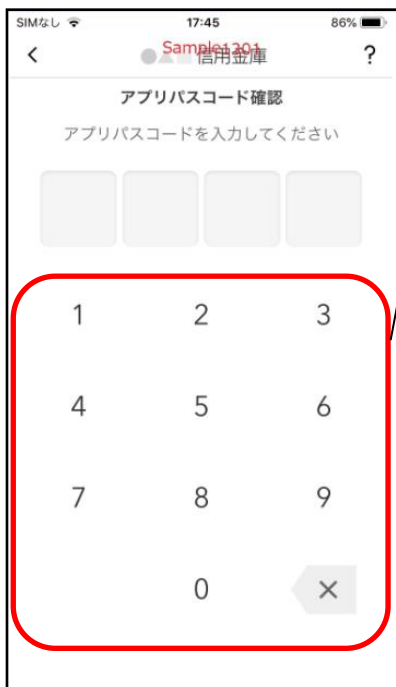 SIMなし 17:45 86%
Sample1201
信用金庫 ?
アプリパスコード確認
アプリパスコードを入力してください
1 2 3
4 5 6
7 8 9
0